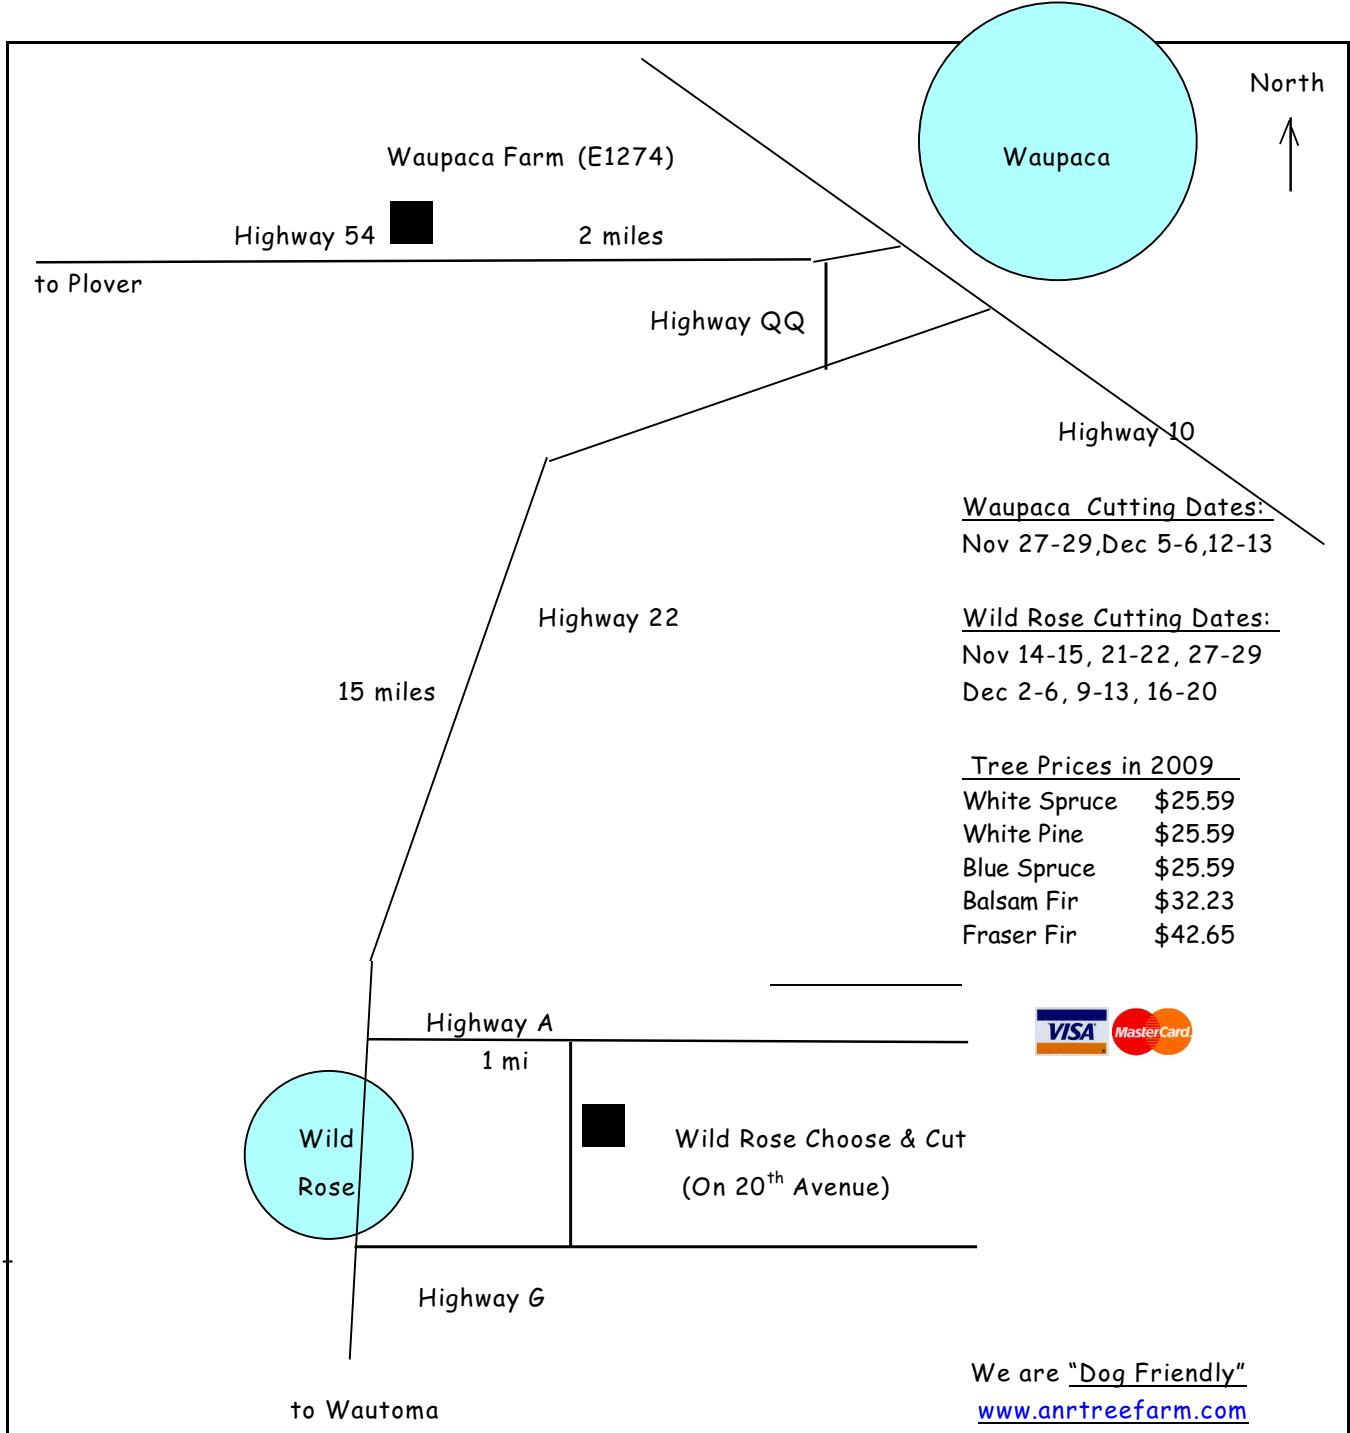 North
Waupaca
Waupaca Farm (E1274)
Highway 54
2 miles
to Plover
Highway QQ
Highway 10
Waupaca  Cutting Dates:
Nov 27-29,Dec 5-6,12-13
Highway 22
Wild Rose Cutting Dates:
Nov 14-15, 21-22, 27-29
15 miles
Dec 2-6, 9-13, 16-20
Tree Prices in 2009
White Spruce $25.59
White Pine $25.59
Blue Spruce $25.59
Balsam Fir $32.23
Fraser Fir $42.65
Highway A
VISA MasterCard
1 mi
Wild
Rose
Wild Rose Choose & Cut
(On 20th Avenue)
Highway G
We are “Dog Friendly”
to Wautoma
www.anrtreefarm.com